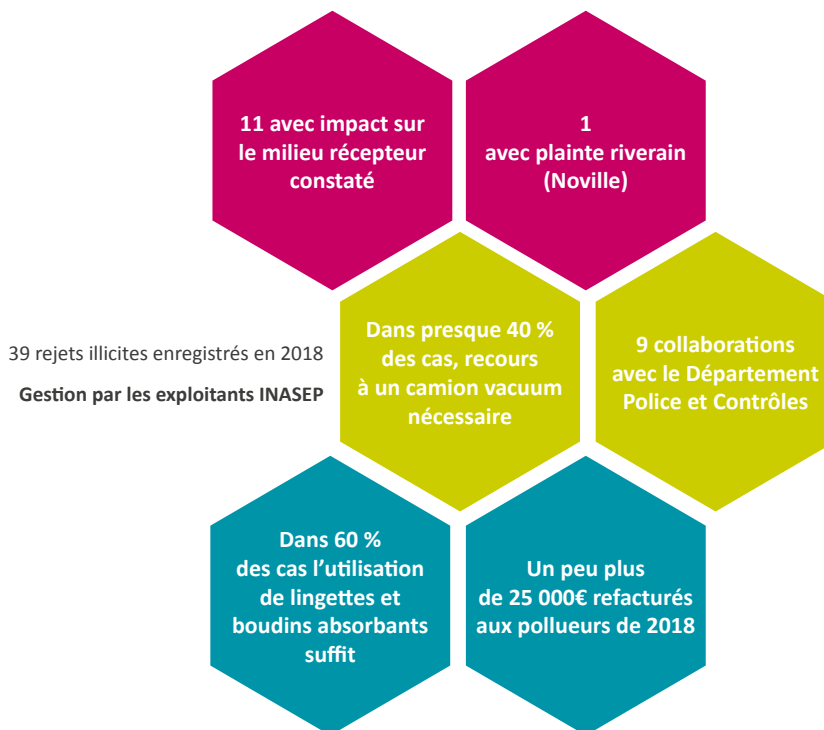 11 avec impact sur
le milieu récepteur
constaté
1
avec plainte riverain
(Noville)
39 rejets illicites enregistrés en 2018
Gestion par les exploitants INASEP
Dans presque 40 %
des cas, recours
à un camion vacuum
nécessaire
9 collaborations
avec le Département
Police et Contrôles
Dans 60 %
des cas l’utilisation
de lingettes et
boudins absorbants
suffit
Un peu plus
de 25 000€ refacturés
aux pollueurs de 2018